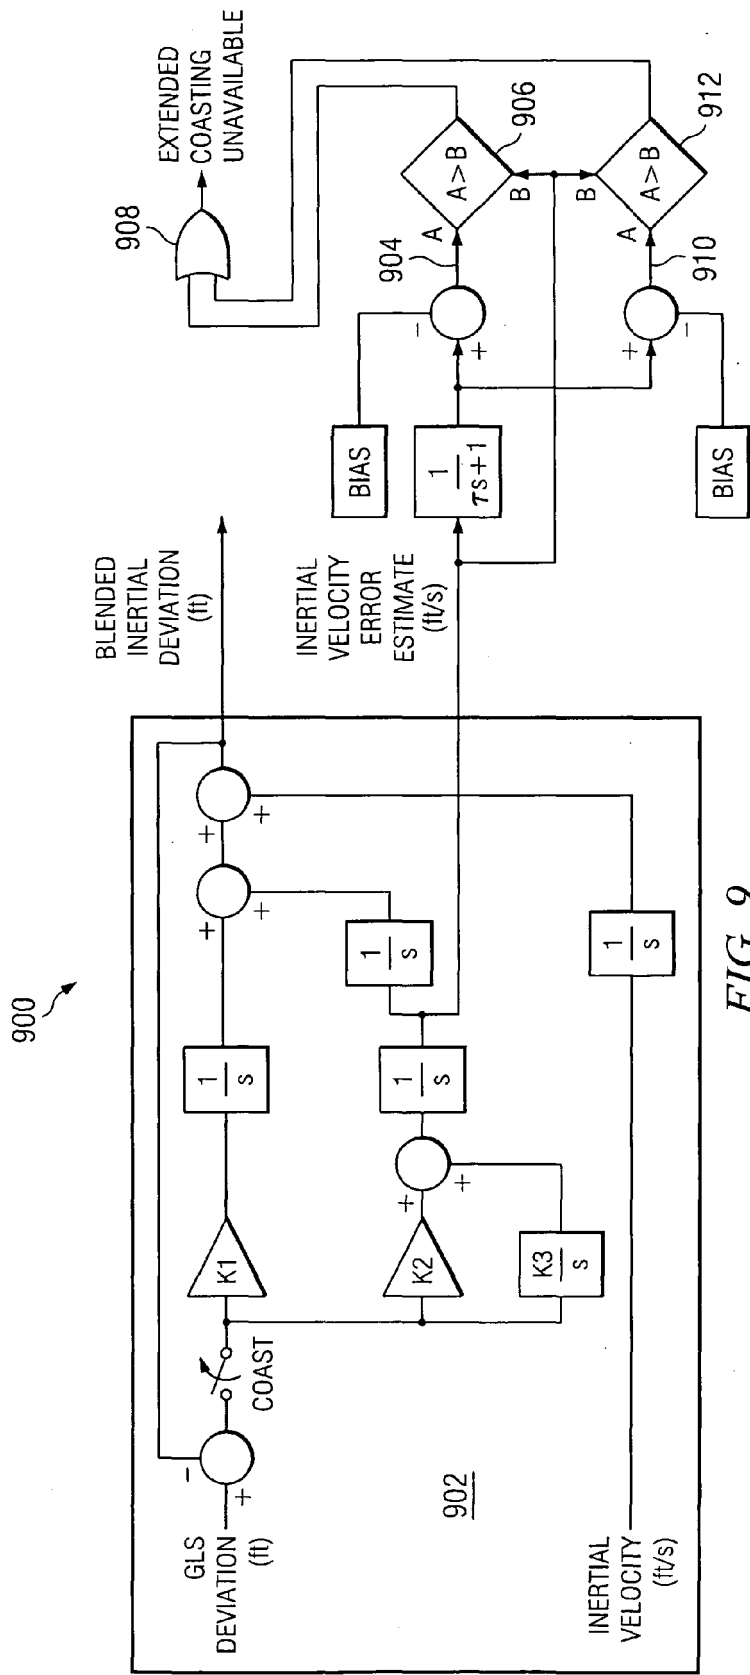 900
GLS
DEVIATION
(ft)
-
+
COAST
K1
1
s
+
+
+
+
BLENDED
INERTIAL
DEVIATION
(ft)
K2
K3
s
+
+
1
s
1
s
INERTIAL
VELOCITY
ERROR
ESTIMATE
(ft/s)
902
INERTIAL
VELOCITY
(ft/s)
1
s
BIAS
1
τs+1
BIAS
-
+
+
-
904
910
A
A
B
B
A>B
A>B
906
912
908
EXTENDED
COASTING
UNAVAILABLE
FIG. 9